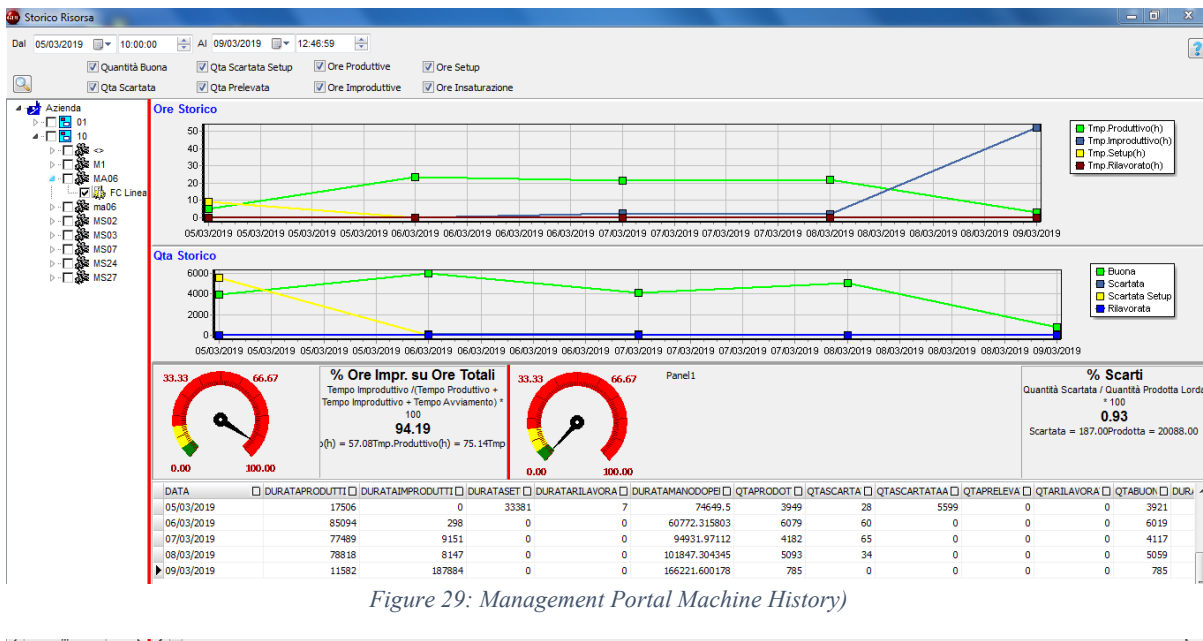 Storico Risorsa
Dal 05/03/2019 10:00:00 Al 09/03/2019 12:46:59
Quantità Buona Qta Scartata Setup Ore Produttive Ore Setup
Qta Scartata Qta Prelevata Ore Improduttive Ore Insaturazione
Azienda
01
10
<>
M1
MA06
FC Linea
ma06
MS02
MS03
MS07
MS24
MS27
Ore Storico
50
40
30
20
10
0
05/03/2019 05/03/2019 05/03/2019 05/03/2019 06/03/2019 06/03/2019 06/03/2019 06/03/2019 07/03/2019 07/03/2019 07/03/2019 07/03/2019 08/03/2019 08/03/2019 08/03/2019 08/03/2019 09/03/2019
Tmp.Produttivo(h)
Tmp.Improduttivo(h)
Tmp.Setup(h)
Tmp.Rilavorato(h)
Qta Storico
6000
4000
2000
0
05/03/2019 05/03/2019 05/03/2019 05/03/2019 06/03/2019 06/03/2019 06/03/2019 06/03/2019 07/03/2019 07/03/2019 07/03/2019 07/03/2019 08/03/2019 08/03/2019 08/03/2019 08/03/2019 09/03/2019
Buona
Scartata
Scartata Setup
Rilavorata
33.33 66.67
0.00 100.00
% Ore Impr. su Ore Totali
Tempo Improduttivo /(Tempo Produttivo +
Tempo Improduttivo + Tempo Avviamento) *
100
94.19
o(h) = 57.08Tmp.Produttivo(h) = 75.14Tmp
33.33 66.67
0.00 100.00
Panel1
% Scarti
Quantità Scartata / Quantità Prodotta Lorda
* 100
0.93
Scartata = 187.00Prodotta = 20088.00
DATA DURATAPRODUTTI DURATAIMPRODUTTI DURATASET DURATARILAVORA DURATAMANODOPEI QTAPRODOT QTASCARTA QTASCARTATAA QTAPRELEVA QTARILAVORA QTABUON DURA
05/03/2019 17506 0 33381 7 74649.5 3949 28 5599 0 0 3921
06/03/2019 85094 298 0 0 60772.315803 6079 60 0 0 0 6019
07/03/2019 77489 9151 0 0 94931.97112 4182 65 0 0 0 4117
08/03/2019 78818 8147 0 0 101847.304345 5093 34 0 0 0 5059
09/03/2019 11582 187884 0 0 166221.600178 785 0 0 0 0 785
Figure 29: Management Portal Machine History)